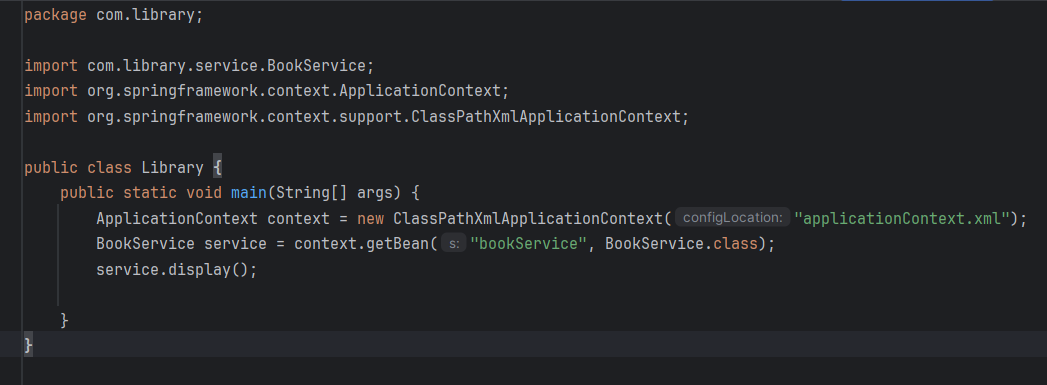 package com.library;
import com.library.service.BookService;
import org.springframework.context.ApplicationContext;
import org.springframework.context.support.ClassPathXmlApplicationContext;
public class Library {
public static void main(String[] args) {
ApplicationContext context = new ClassPathXmlApplicationContext( configLocation: "applicationContext.xml");
BookService service = context.getBean( s: "bookService", BookService.class);
service.display();
}
}